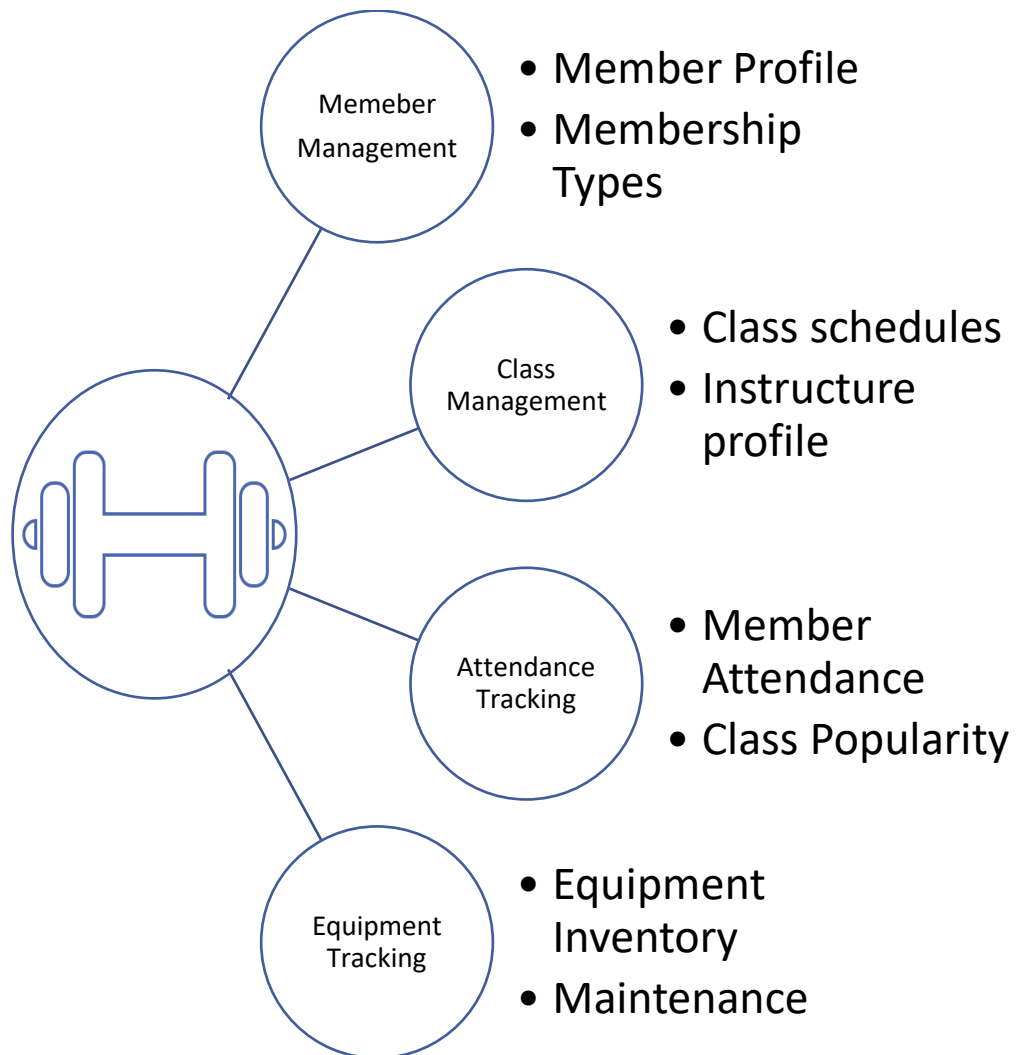 Memeber
Management
• Member Profile
• Membership
Types
Class
Management
• Class schedules
• Instructure
profile
Attendance
Tracking
• Member
Attendance
• Class Popularity
Equipment
Tracking
• Equipment
Inventory
• Maintenance